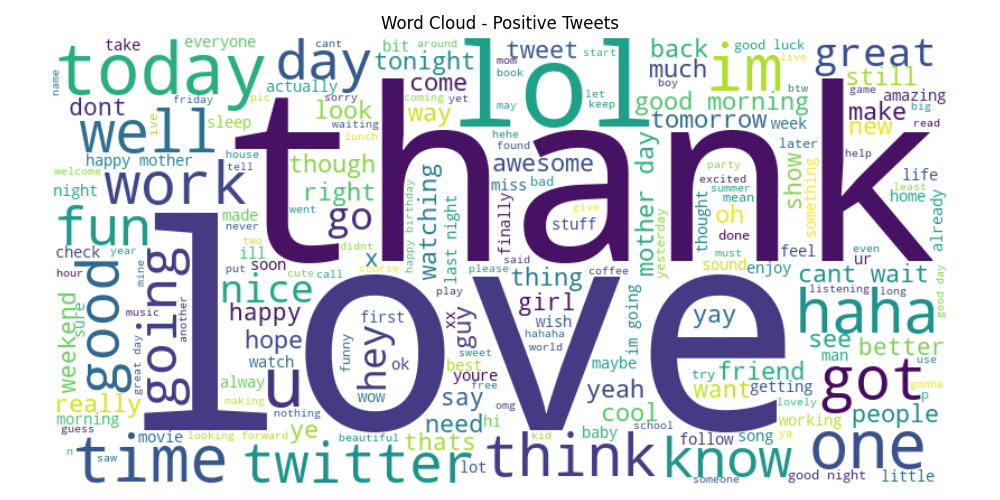 Word Cloud - Positive Tweets
take
everyone
cant
bit
around
tweet
start
back
good luck
great
name
today
day
tonight
mom
lol
much
im
live
still
actually
come
book
boy
btw
game
amazing
dont
friday
pic
sorry
coming
yet
may
let
keep
good morning
make
big
well
ive
sleep
look
waiting
way
hehe
found
tomorrow
week
new
read
happy mother
house
lunch
thank
awesome
later
help
welcome
tell
though
miss
bad
party
show
something
life
night
work
right
excited
summer
mean
least
home
made
went
go
happy birthday
watching
last night
finally
stuff
give
mother day
yesterday
thought
oh
done
already
fun
never
check
year
two
ill
didnt
x
said
must
feel
even
ur
hour
mine
put
soon
cute
call
course
please
thing
coffee
sound
enjoy
cant wait
good day
good
going
nice
love
play
girl
listening
long
weekend
sure
music
another
happy
first
xx
guy
wish
im going
yay
haha
great day
hope
funny
hey
ok
hahaha
world
see
man
better
watch
sweet
best
maybe
try
friend
use
alway
u
wow
youre
free
yeah
want
getting
got
gonna
p
really
making
nothing
say
omg
cool
lovely
morning
guess
ye
need
hi
school
working
people
movie
looking forward
beautiful
thats
kid
baby
follow
song
ya
one
n
saw
time
twitter
lot
think
know
someone
good night
little